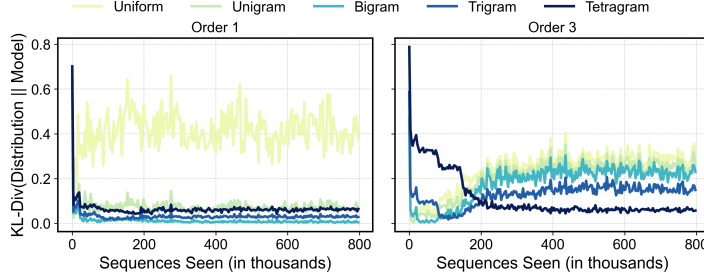 Uniform Unigram Bigram Trigram Tetragram
Order 1 Order 3
KL-Div(Distribution || Model)
0.8
0.6
0.4
0.2
0.0
0 200 400 600 800 0 200 400 600 800
Sequences Seen (in thousands) Sequences Seen (in thousands)